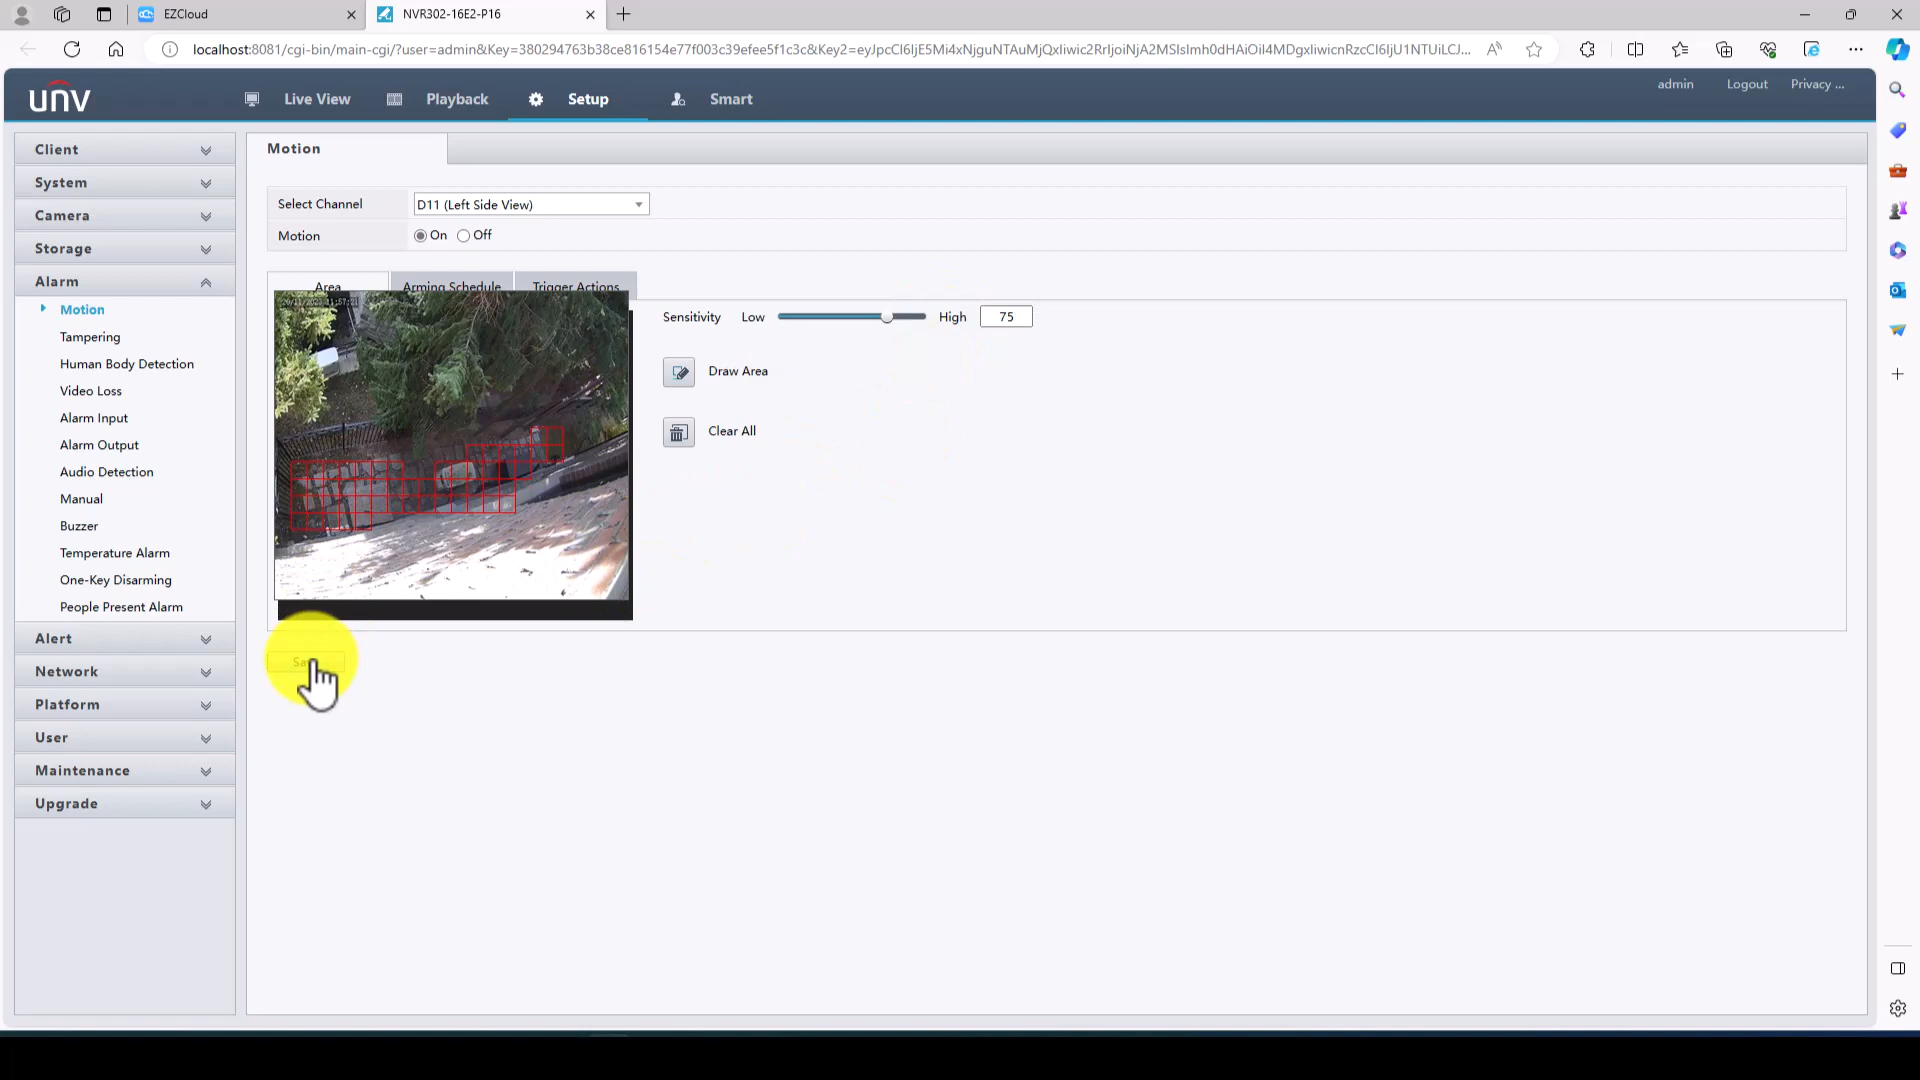 EZCloud
NVR302-16E2-P16
localhost:8081/cgi-bin/main-cgi/?user=admin&Key=380294763b38ce816154e77f003c39efee5f1c3c&Key2=eyJpcCI6IjE5Mi4xNjguNTAuMjQxIiwic2RrIjoiNjA2MSIsImh0dHAiOiI4MDgxIiwicnRzcCI6IjU1NTUiLCJ...
unv
Live View
Playback
Setup
Smart
admin
Logout
Privacy ...
Client
System
Camera
Storage
Alarm
Motion
Tampering
Human Body Detection
Video Loss
Alarm Input
Alarm Output
Audio Detection
Manual
Buzzer
Temperature Alarm
One-Key Disarming
People Present Alarm
Alert
Network
Platform
User
Maintenance
Upgrade
Motion
Select Channel
D11 (Left Side View)
Motion
On
Off
Area
Arming Schedule
Trigger Actions
Sensitivity
Low
High
75
Draw Area
Clear All